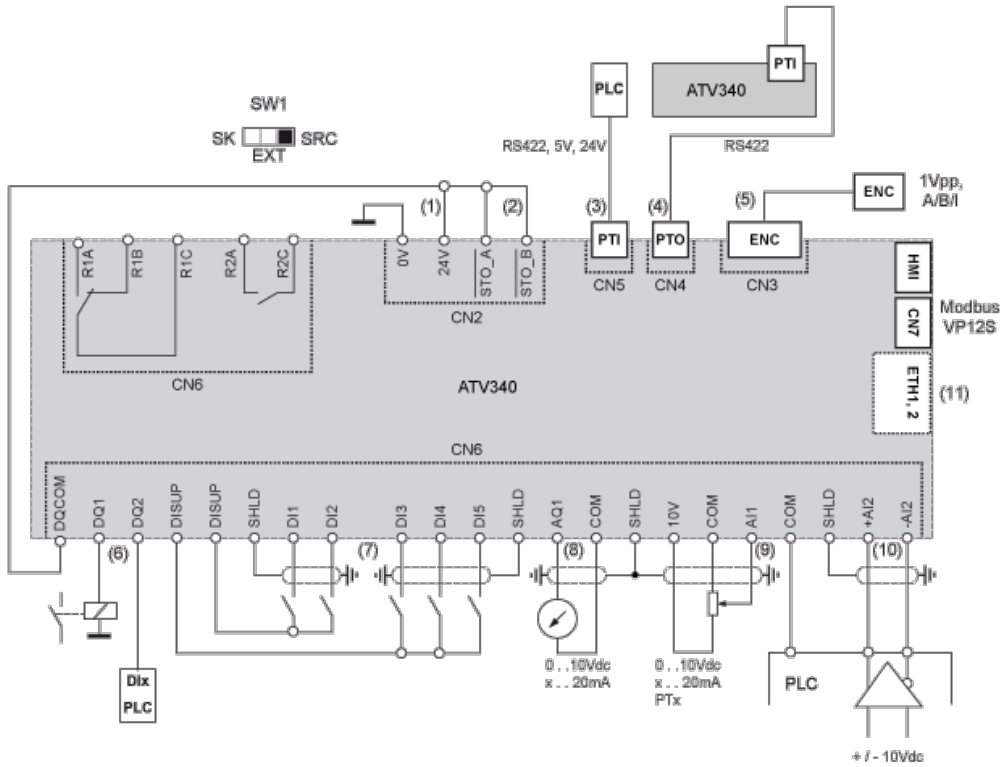 PTI
PLC
ATV340
SW1
SK
SRC
EXT
RS422, 5V, 24V
RS422
(1)
(2)
(3)
(4)
(5)
ENC
1Vpp,
A/B/I
R1A
R1B
R1C
R2A
R2C
0V
24V
STO_A
STO_B
PTI
PTO
ENC
HMI
CN5
CN4
CN3
CN2
CN7
Modbus
VP12S
CN6
ATV340
ETH1, 2
(11)
CN6
DQCOM
DQ1
DQ2
DISUP
DISUP
SHLD
DI1
DI2
DI3
DI4
DI5
SHLD
AQ1
COM
SHLD
10V
COM
AI1
COM
SHLD
+AI2
-AI2
(6)
(7)
(8)
(9)
(10)
DIx
PLC
0 . . 10Vdc
x . . 20mA
0 . . 10Vdc
x . . 20mA
PTx
PLC
+ / - 10Vdc